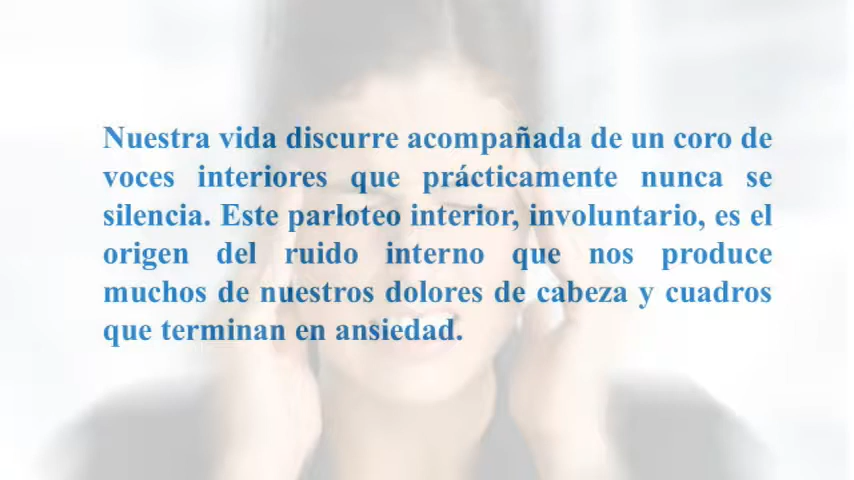 Nuestra vida discurre acompañada de un coro de
voces interiores que prácticamente nunca se
silencia. Este parloteo interior, involuntario, es el
origen del ruido interno que nos produce
muchos de nuestros dolores de cabeza y cuadros
que terminan en ansiedad.